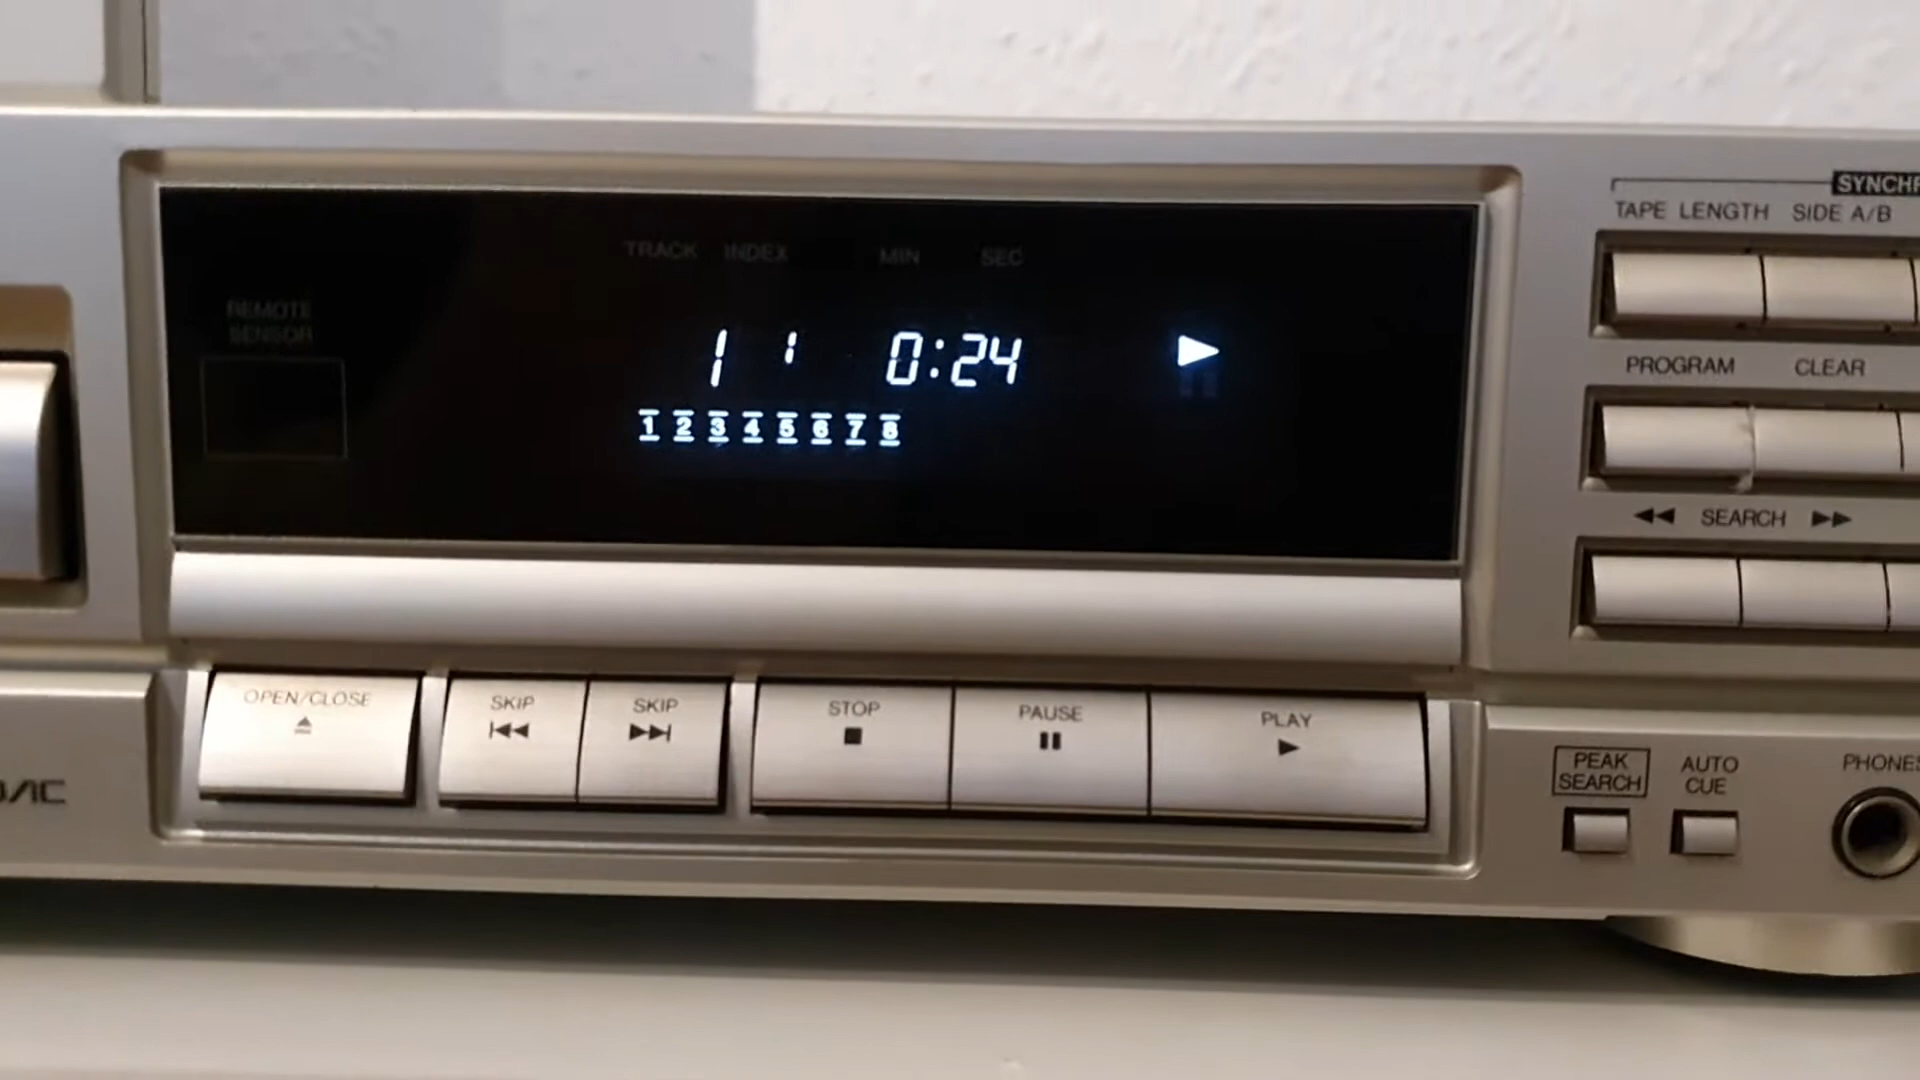 SYNCHR
TAPE LENGTH SIDE A/B
TRACK INDEX MIN SEC
REMOTE
SENSOR
1 1 0:24
PROGRAM CLEAR
1 2 3 4 5 6 7 8
SEARCH
OPEN/CLOSE
SKIP
SKIP
STOP
PAUSE
PLAY
PEAK
SEARCH
AUTO
CUE
PHONES